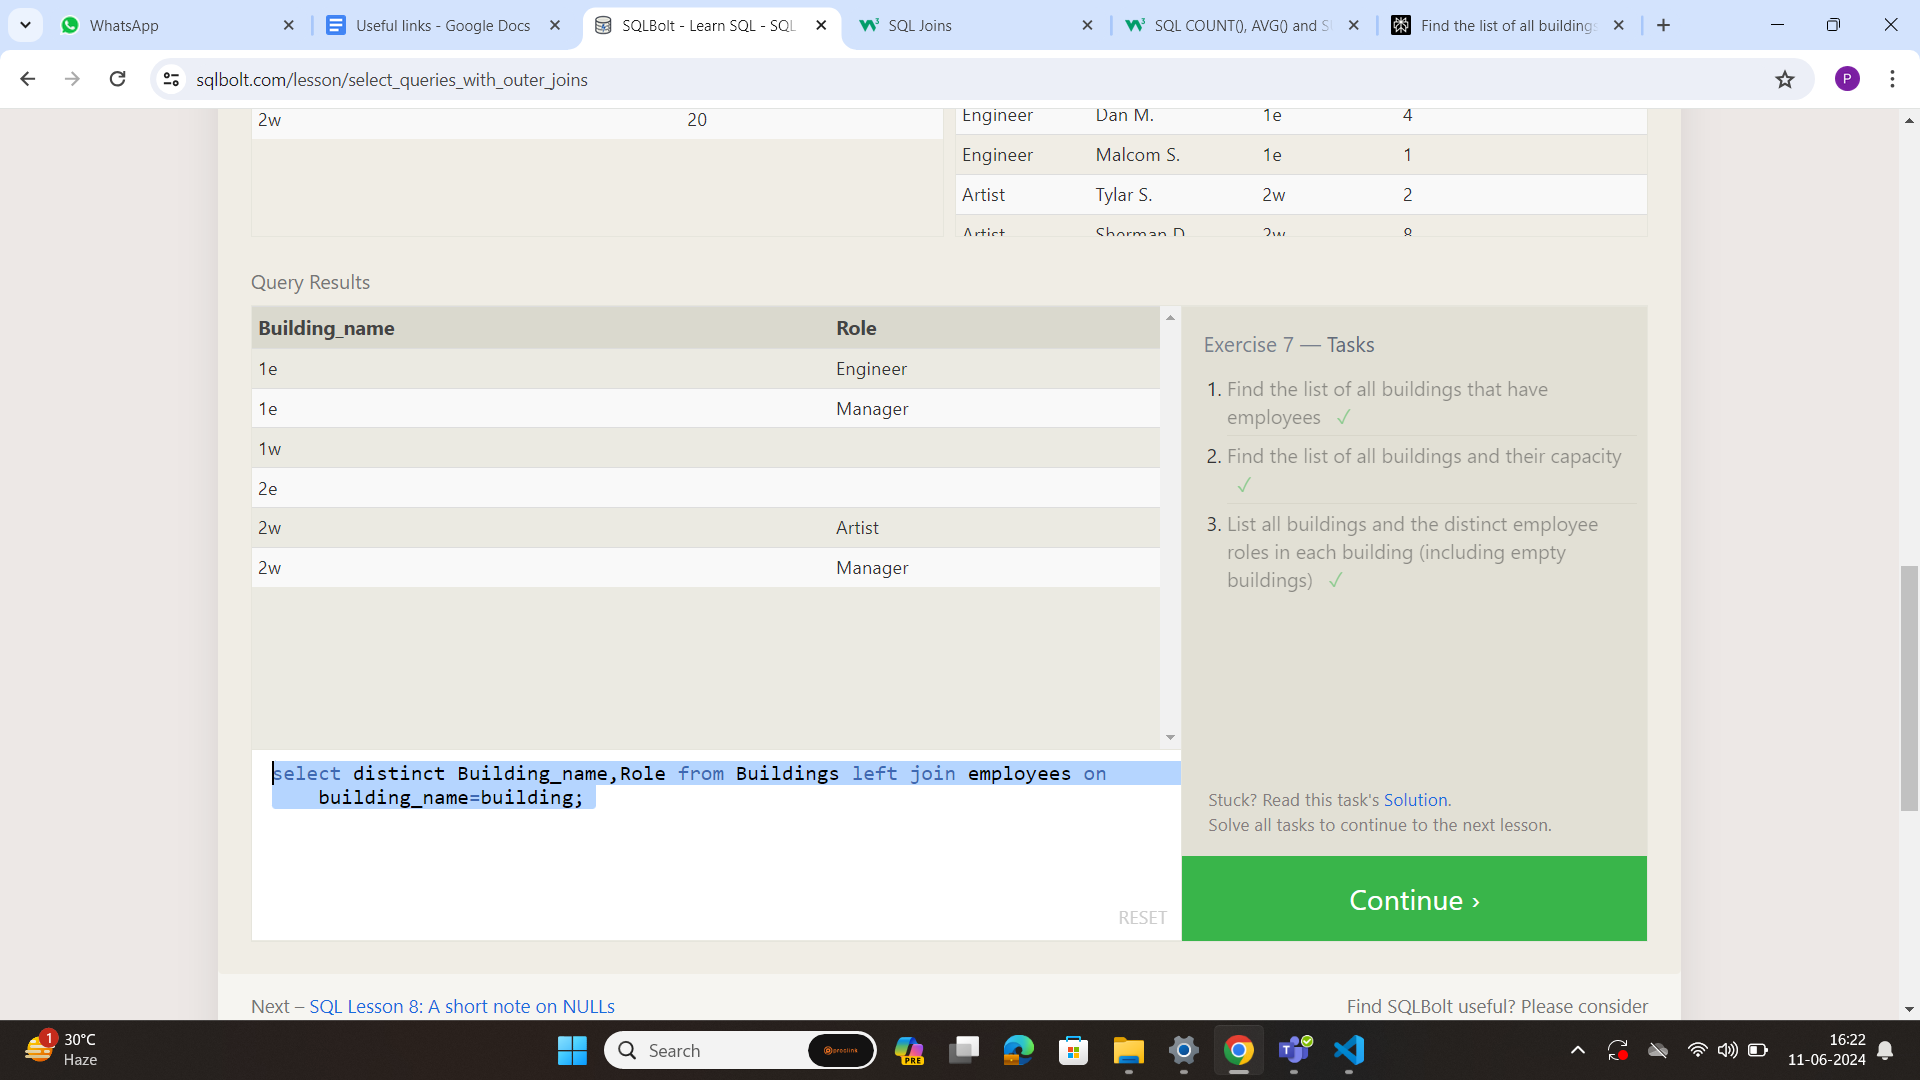 WhatsApp
Useful links - Google Docs
SQLBolt - Learn SQL - SQL
SQL Joins
SQL COUNT(), AVG() and S
Find the list of all buildings
sqlbolt.com/lesson/select_queries_with_outer_joins
P
2w 20
Engineer Dan M. 1e 4
Engineer Malcom S. 1e 1
Artist Tylar S. 2w 2
Artist Sherman D. 2w 8
Query Results
Building_name Role
1e Engineer
1e Manager
1w
2e
2w Artist
2w Manager
Exercise 7 — Tasks
1. Find the list of all buildings that have
employees ✓
2. Find the list of all buildings and their capacity
✓
3. List all buildings and the distinct employee
roles in each building (including empty
buildings) ✓
select distinct Building_name,Role from Buildings left join employees on
building_name=building;
RESET
Stuck? Read this task's Solution.
Solve all tasks to continue to the next lesson.
Continue ›
Next – SQL Lesson 8: A short note on NULLs
Find SQLBolt useful? Please consider
1
30°C
Haze
Search
proclink
PRE
16:22
11-06-2024